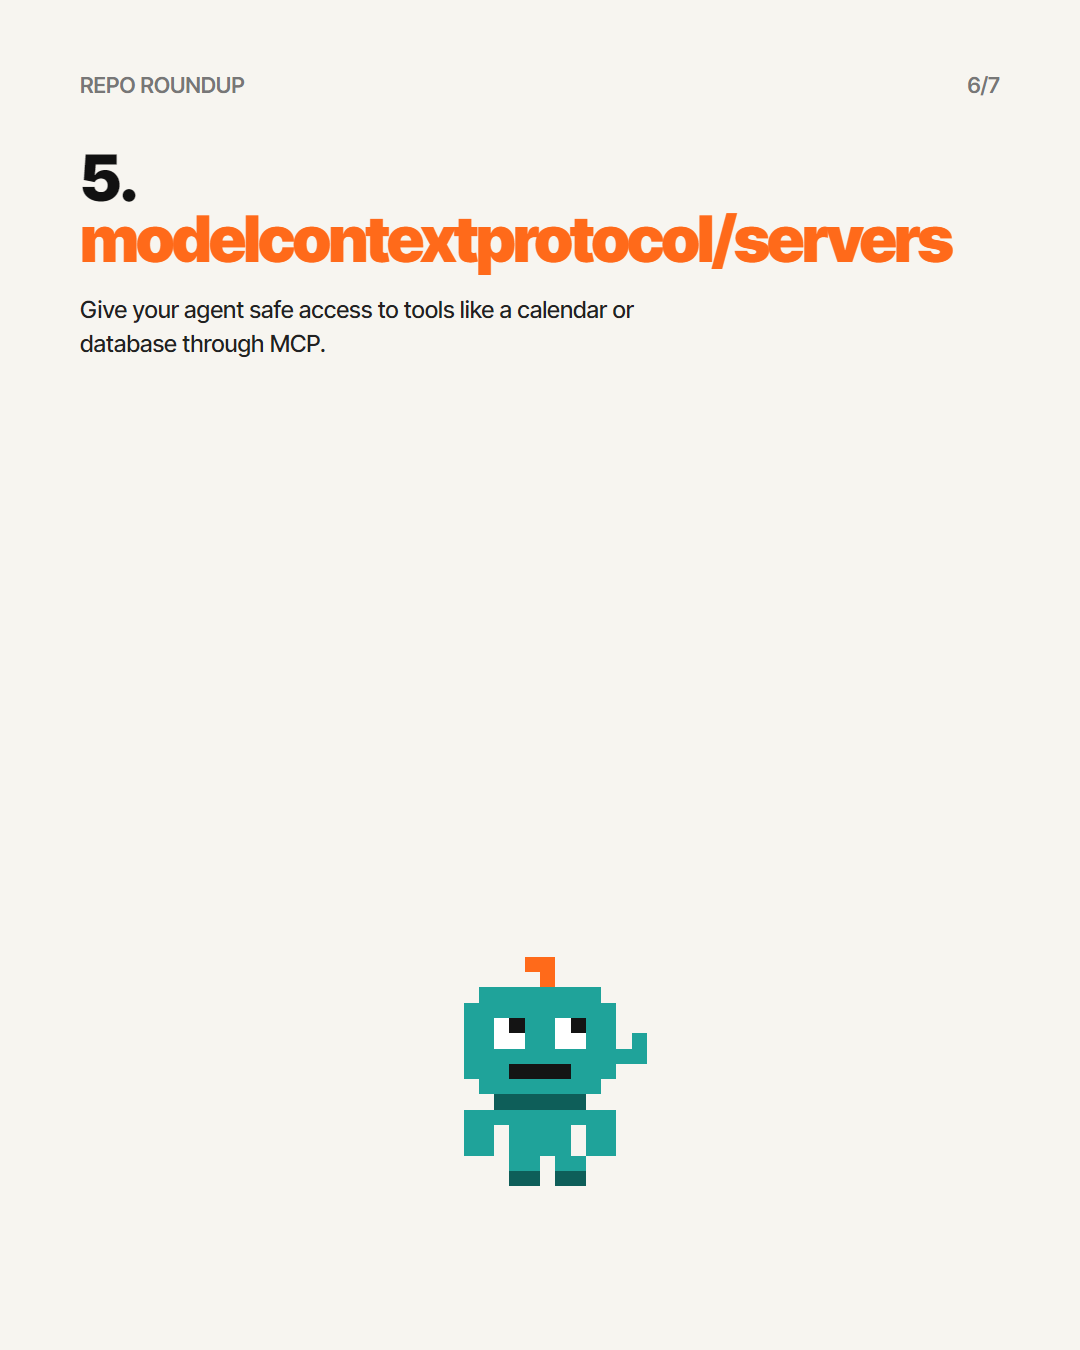 REPO ROUNDUP
6/7
5.
modelcontextprotocol/servers
Give your agent safe access to tools like a calendar or
database through MCP.